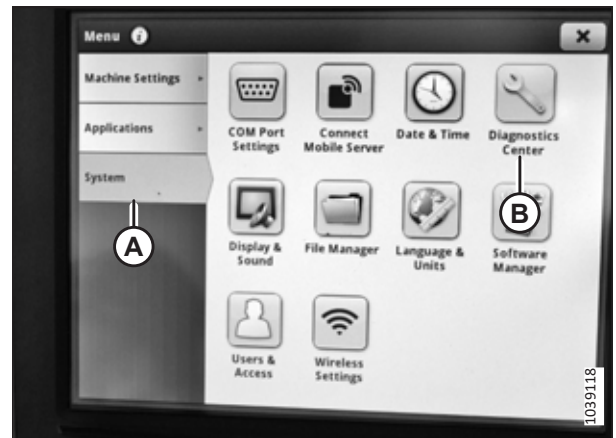 Menu i
Machine Settings
Applications
System
COM Port
Settings
Connect
Mobile Server
Date & Time
Diagnostics
Center
Display &
Sound
File Manager
Language &
Units
Software
Manager
Users &
Access
Wireless
Settings
A
B
1039118